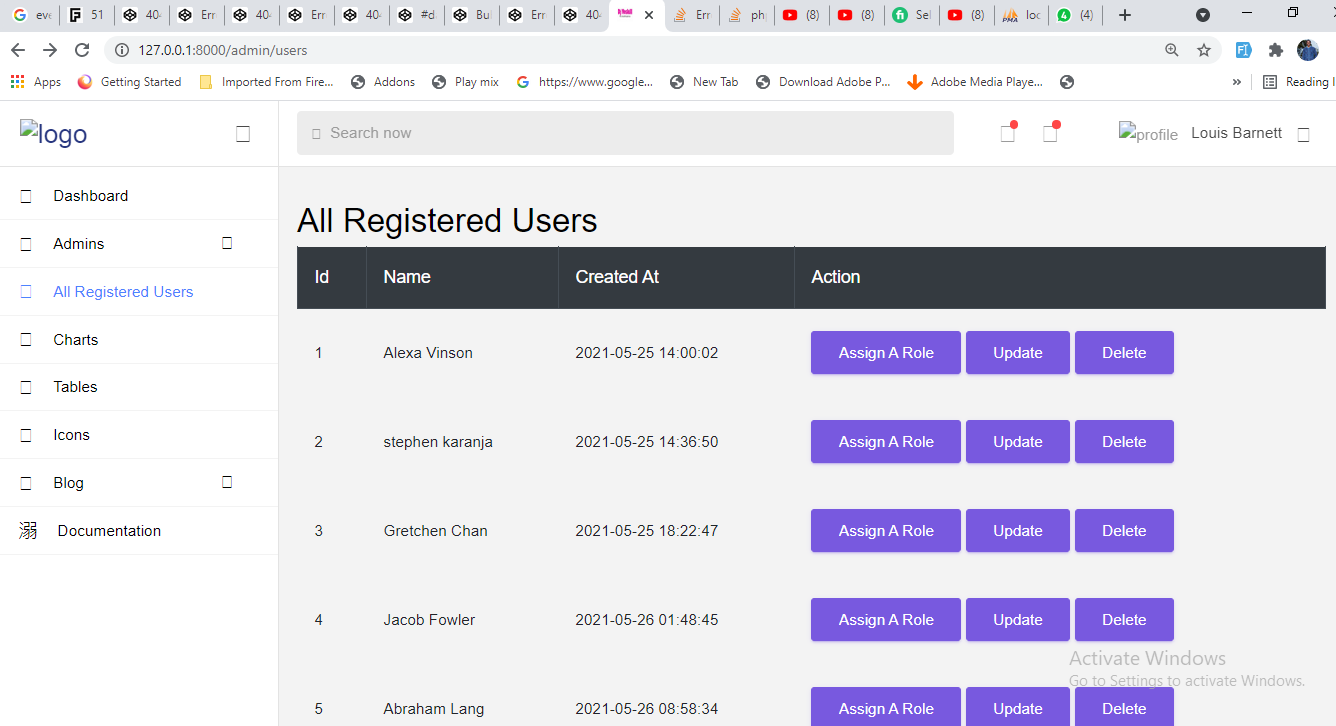 eve 51 40 Err 40 Err 40 #d Bul Err 40 Err ph (8) (8) Sel (8) loc (4)
127.0.0.1:8000/admin/users
Apps Getting Started Imported From Fire... Addons Play mix https://www.google... New Tab Download Adobe P... Adobe Media Playe... » Reading
logo Search now profile Louis Barnett
Dashboard
Admins
All Registered Users
Charts
Tables
Icons
Blog
溺 Documentation
All Registered Users
Id Name Created At Action
1 Alexa Vinson 2021-05-25 14:00:02 Assign A Role Update Delete
2 stephen karanja 2021-05-25 14:36:50 Assign A Role Update Delete
3 Gretchen Chan 2021-05-25 18:22:47 Assign A Role Update Delete
4 Jacob Fowler 2021-05-26 01:48:45 Assign A Role Update Delete
5 Abraham Lang 2021-05-26 08:58:34 Assign A Role Update Delete
Activate Windows
Go to Settings to activate Windows.